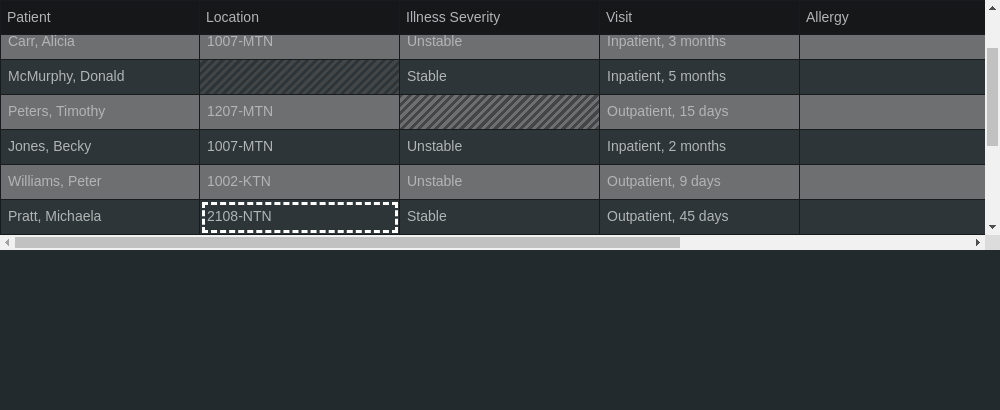 Patient Location Illness Severity Visit Allergy
Carr, Alicia 1007-MTN Unstable Inpatient, 3 months
McMurphy, Donald Stable Inpatient, 5 months
Peters, Timothy 1207-MTN Outpatient, 15 days
Jones, Becky 1007-MTN Unstable Inpatient, 2 months
Williams, Peter 1002-KTN Unstable Outpatient, 9 days
Pratt, Michaela 2108-NTN Stable Outpatient, 45 days